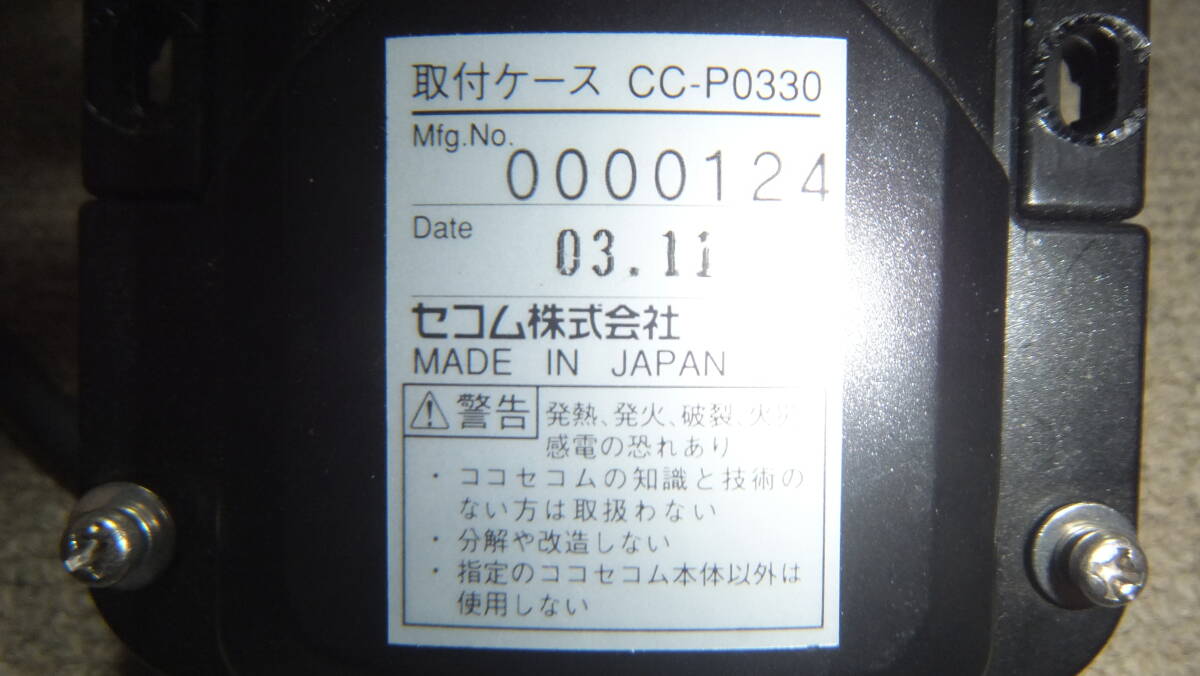 取付ケース CC-P0330
Mfg.No. 0000124
Date 03.11
セコム株式会社
MADE IN JAPAN
警告 発熱、発火、破裂、火災
感電の恐れあり
・ココセコムの知識と技術の
ない方は取扱わない
・分解や改造しない
・指定のココセコム本体以外は
使用しない